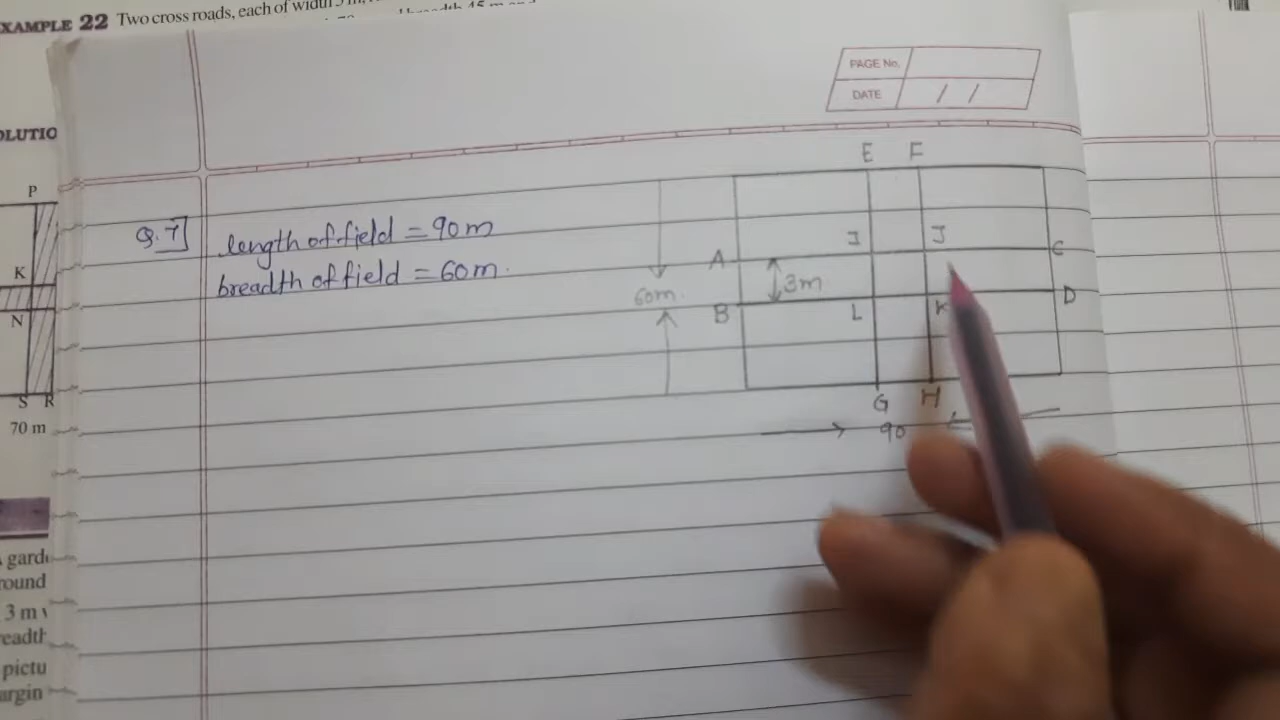 EXAMPLE 22 Two cross roads, each of width
PAGE No.
DATE / /
OLUTIO
P
K
N
S R
70 m
E F
Q.7] length of field = 90m
breadth of field = 60m.
A I J C
60m. 3m
B L K D
G H
90
gard
round
3 m
readth
pictu
argin